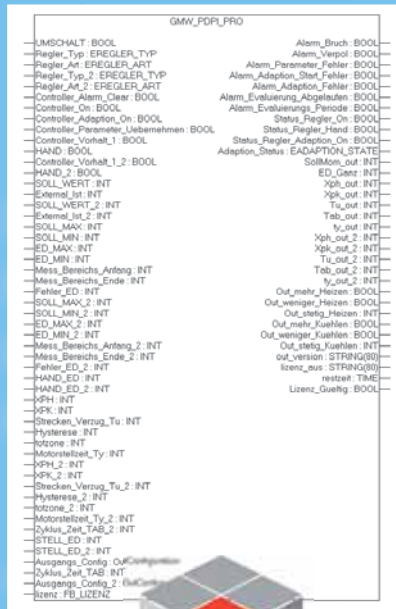 GMW_PDPI_PRO
UMSCHALT : BOOL
Regler_Typ : EREGLER_TYP
Regler_Art : EREGLER_ART
Regler_Typ_2 : EREGLER_TYP
Regler_Art_2 : EREGLER_ART
Controller_Alarm_Clear : BOOL
Controller_On : BOOL
Controller_Adaption_On : BOOL
Controller_Parameter_Uebernehmen : BOOL
Controller_Vorhalt_1 : BOOL
HAND : BOOL
Controller_Vorhalt_1_2 : BOOL
HAND_2 : BOOL
SOLL_WERT : INT
External_Ist : INT
SOLL_WERT_2 : INT
External_Ist_2 : INT
SOLL_MAX : INT
SOLL_MIN : INT
ED_MAX : INT
ED_MIN : INT
Mess_Bereichs_Anfang : INT
Mess_Bereichs_Ende : INT
Fehler_ED : INT
SOLL_MAX_2 : INT
SOLL_MIN_2 : INT
ED_MAX_2 : INT
ED_MIN_2 : INT
Mess_Bereichs_Anfang_2 : INT
Mess_Bereichs_Ende_2 : INT
Fehler_ED_2 : INT
HAND_ED : INT
HAND_ED_2 : INT
XPH : INT
XPK : INT
Strecken_Verzug_Tu : INT
Hysterese : INT
totzone : INT
Motorstellzeit_Ty : INT
XPH_2 : INT
XPK_2 : INT
Strecken_Verzug_Tu_2 : INT
Hysterese_2 : INT
totzone_2 : INT
Motorstellzeit_Ty_2 : INT
Zyklus_Zeit_TAB_2 : INT
STELL_ED : INT
STELL_ED_2 : INT
Ausgangs_Config : OutConfiguration
Zyklus_Zeit_TAB : INT
Ausgangs_Config_2 :
lizenz : FB_LIZENZ
Alarm_Bruch : BOOL
Alarm_Verpol : BOOL
Alarm_Parameter_Fehler : BOOL
Alarm_Adaption_Start_Fehler : BOOL
Alarm_Adaption_Fehler : BOOL
Alarm_Evaluierung_Abgelaufen : BOOL
Alarm_Evaluierungs_Periode : BOOL
Status_Regler_On : BOOL
Status_Regler_Hand : BOOL
Status_Regler_Adaption_On : BOOL
Adaption_Status : EADAPTION_STATE
SollMom_out : INT
ED_Ganz : INT
Xph_out : INT
Xpk_out : INT
Tu_out : INT
Tab_out : INT
ty_out : INT
Xph_out_2 : INT
Xpk_out_2 : INT
Tu_out_2 : INT
Tab_out_2 : INT
ty_out_2 : INT
Out_mehr_Heizen : BOOL
Out_weniger_Heizen : BOOL
Out_stetig_Heizen : INT
Out_mehr_Kuehlen : BOOL
Out_weniger_Kuehlen : BOOL
Out_stetig_Kuehlen : INT
out_version : STRING(80)
lizenz_aus : STRING(80)
restzeit : TIME
Lizenz_Gueltig : BOOL